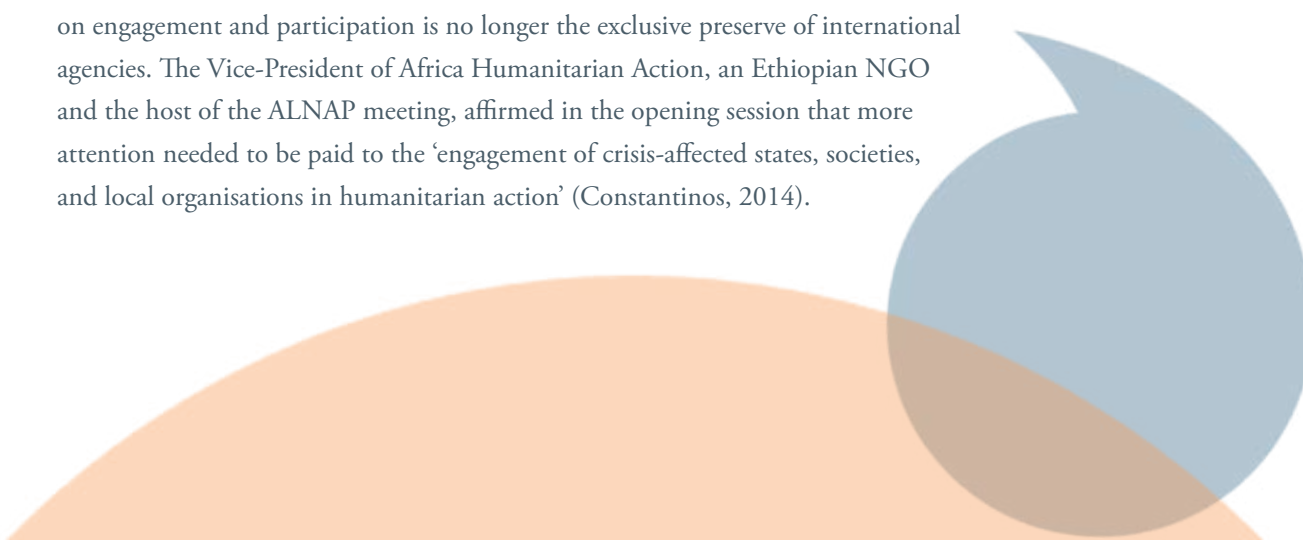 on engagement and participation is no longer the exclusive preserve of international
agencies. The Vice-President of Africa Humanitarian Action, an Ethiopian NGO
and the host of the ALNAP meeting, affirmed in the opening session that more
attention needed to be paid to the ‘engagement of crisis-affected states, societies,
and local organisations in humanitarian action’ (Constantinos, 2014).